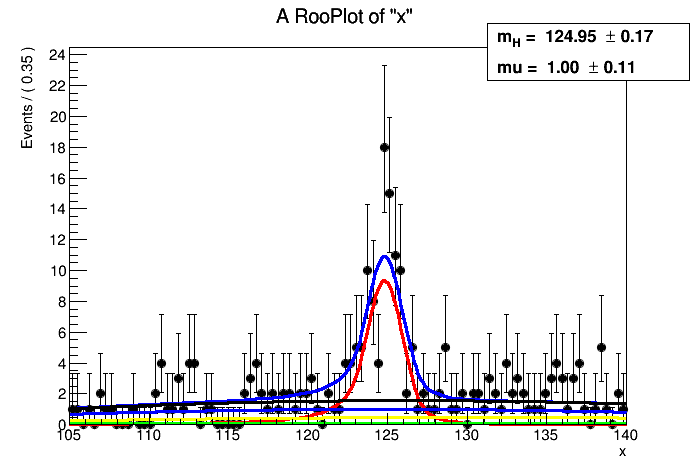 A RooPlot of "x"
m_H = 124.95 ± 0.17
mu = 1.00 ± 0.11
Events / ( 0.35 )
24
22
20
18
16
14
12
10
8
6
4
2
0
105 110 115 120 125 130 135 140
x